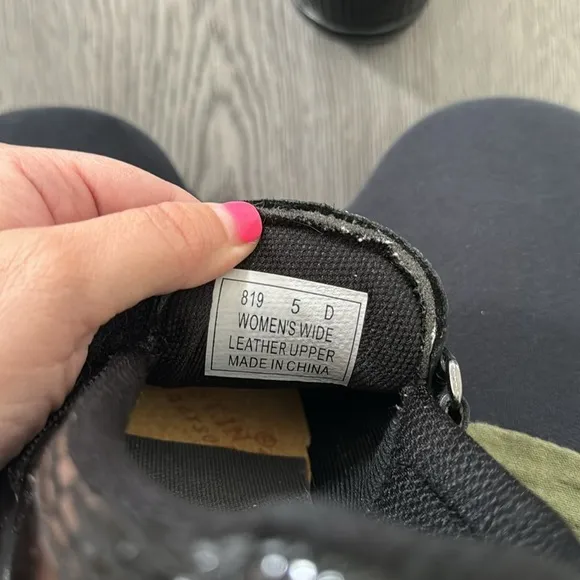 819 5 D
WOMEN'S WIDE
LEATHER UPPER
MADE IN CHINA